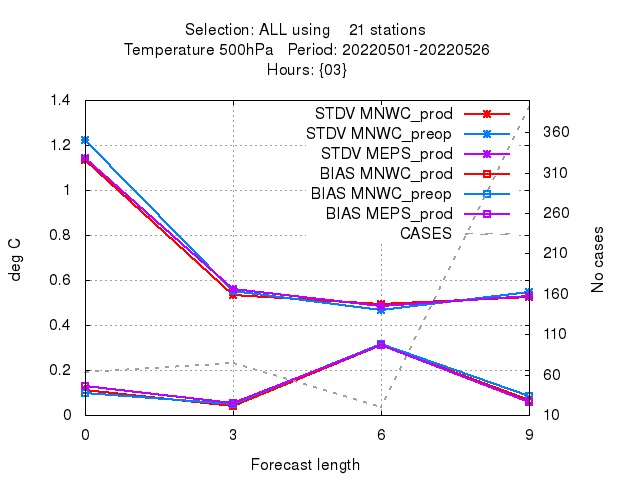 Selection: ALL using    21 stations
Temperature 500hPa   Period: 20220501-20220526
Hours: {03}
1.4
1.2
1
0.8
0.6
0.4
0.2
0
deg C
STDV MNWC_prod
STDV MNWC_preop
STDV MEPS_prod
BIAS MNWC_prod
BIAS MNWC_preop
BIAS MEPS_prod
CASES
360
310
260
210
160
110
60
10
No cases
0
3
6
9
Forecast length